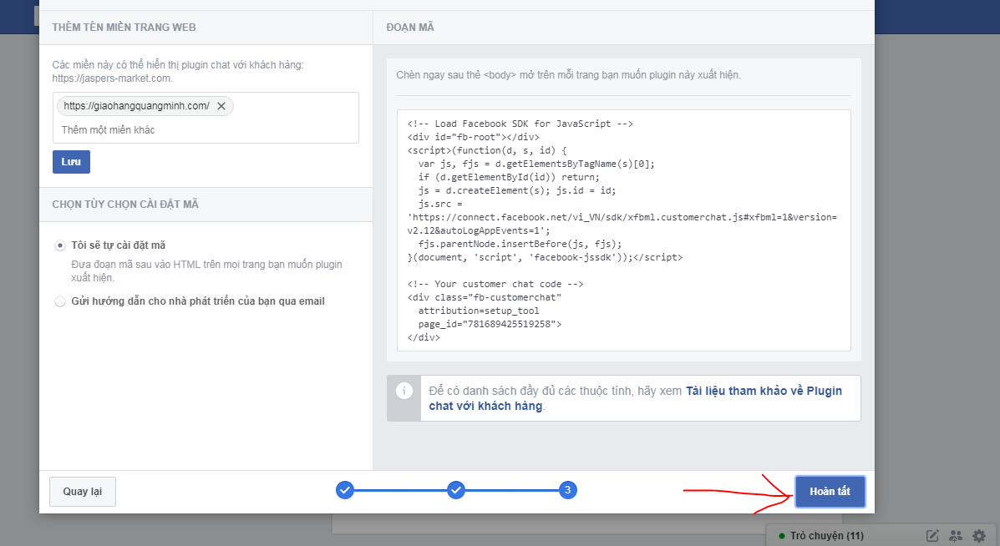 THÊM TÊN MIỀN TRANG WEB
Các miền này có thể hiển thị plugin chat với khách hàng:
https://jaspers-market.com.
https://giaohangquangminh.com/
Thêm một miền khác
Lưu
CHỌN TÙY CHỌN CÀI ĐẶT MÃ
Tôi sẽ tự cài đặt mã
Đưa đoạn mã sau vào HTML trên mọi trang bạn muốn plugin
xuất hiện.
Gửi hướng dẫn cho nhà phát triển của bạn qua email
ĐOẠN MÃ
Chèn ngay sau thẻ <body> mở trên mỗi trang bạn muốn plugin này xuất hiện.
<!-- Load Facebook SDK for JavaScript -->
<div id="fb-root"></div>
<script>(function(d, s, id) {
  var js, fjs = d.getElementsByTagName(s)[0];
  if (d.getElementById(id)) return;
  js = d.createElement(s); js.id = id;
  js.src =
'https://connect.facebook.net/vi_VN/sdk/xfbml.customerchat.js#xfbml=1&version=
v2.12&autoLogAppEvents=1';
  fjs.parentNode.insertBefore(js, fjs);
}(document, 'script', 'facebook-jssdk'));</script>
<!-- Your customer chat code -->
<div class="fb-customerchat"
  attribution=setup_tool
  page_id="781689425519258">
</div>
Để có danh sách đầy đủ các thuộc tính, hãy xem Tài liệu tham khảo về Plugin
chat với khách hàng.
Quay lại
3
Hoàn tất
Trò chuyện (11)